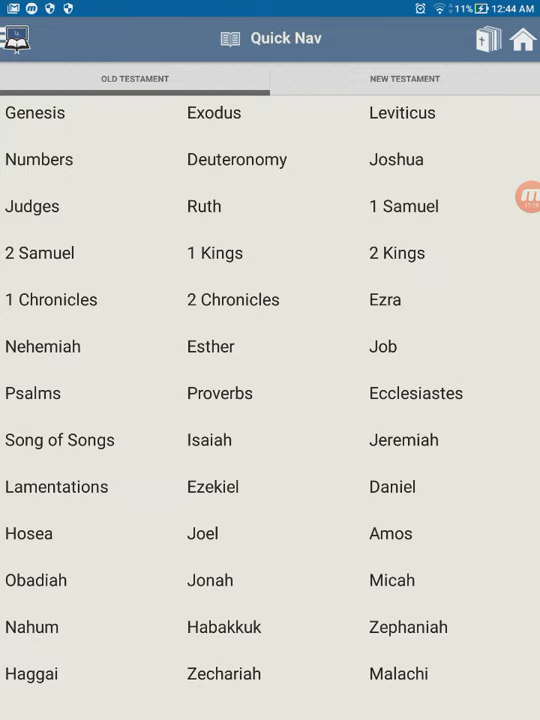 11% 12:44 AM
Quick Nav
OLD TESTAMENT NEW TESTAMENT
Genesis Exodus Leviticus
Numbers Deuteronomy Joshua
Judges Ruth 1 Samuel
2 Samuel 1 Kings 2 Kings
1 Chronicles 2 Chronicles Ezra
Nehemiah Esther Job
Psalms Proverbs Ecclesiastes
Song of Songs Isaiah Jeremiah
Lamentations Ezekiel Daniel
Hosea Joel Amos
Obadiah Jonah Micah
Nahum Habakkuk Zephaniah
Haggai Zechariah Malachi